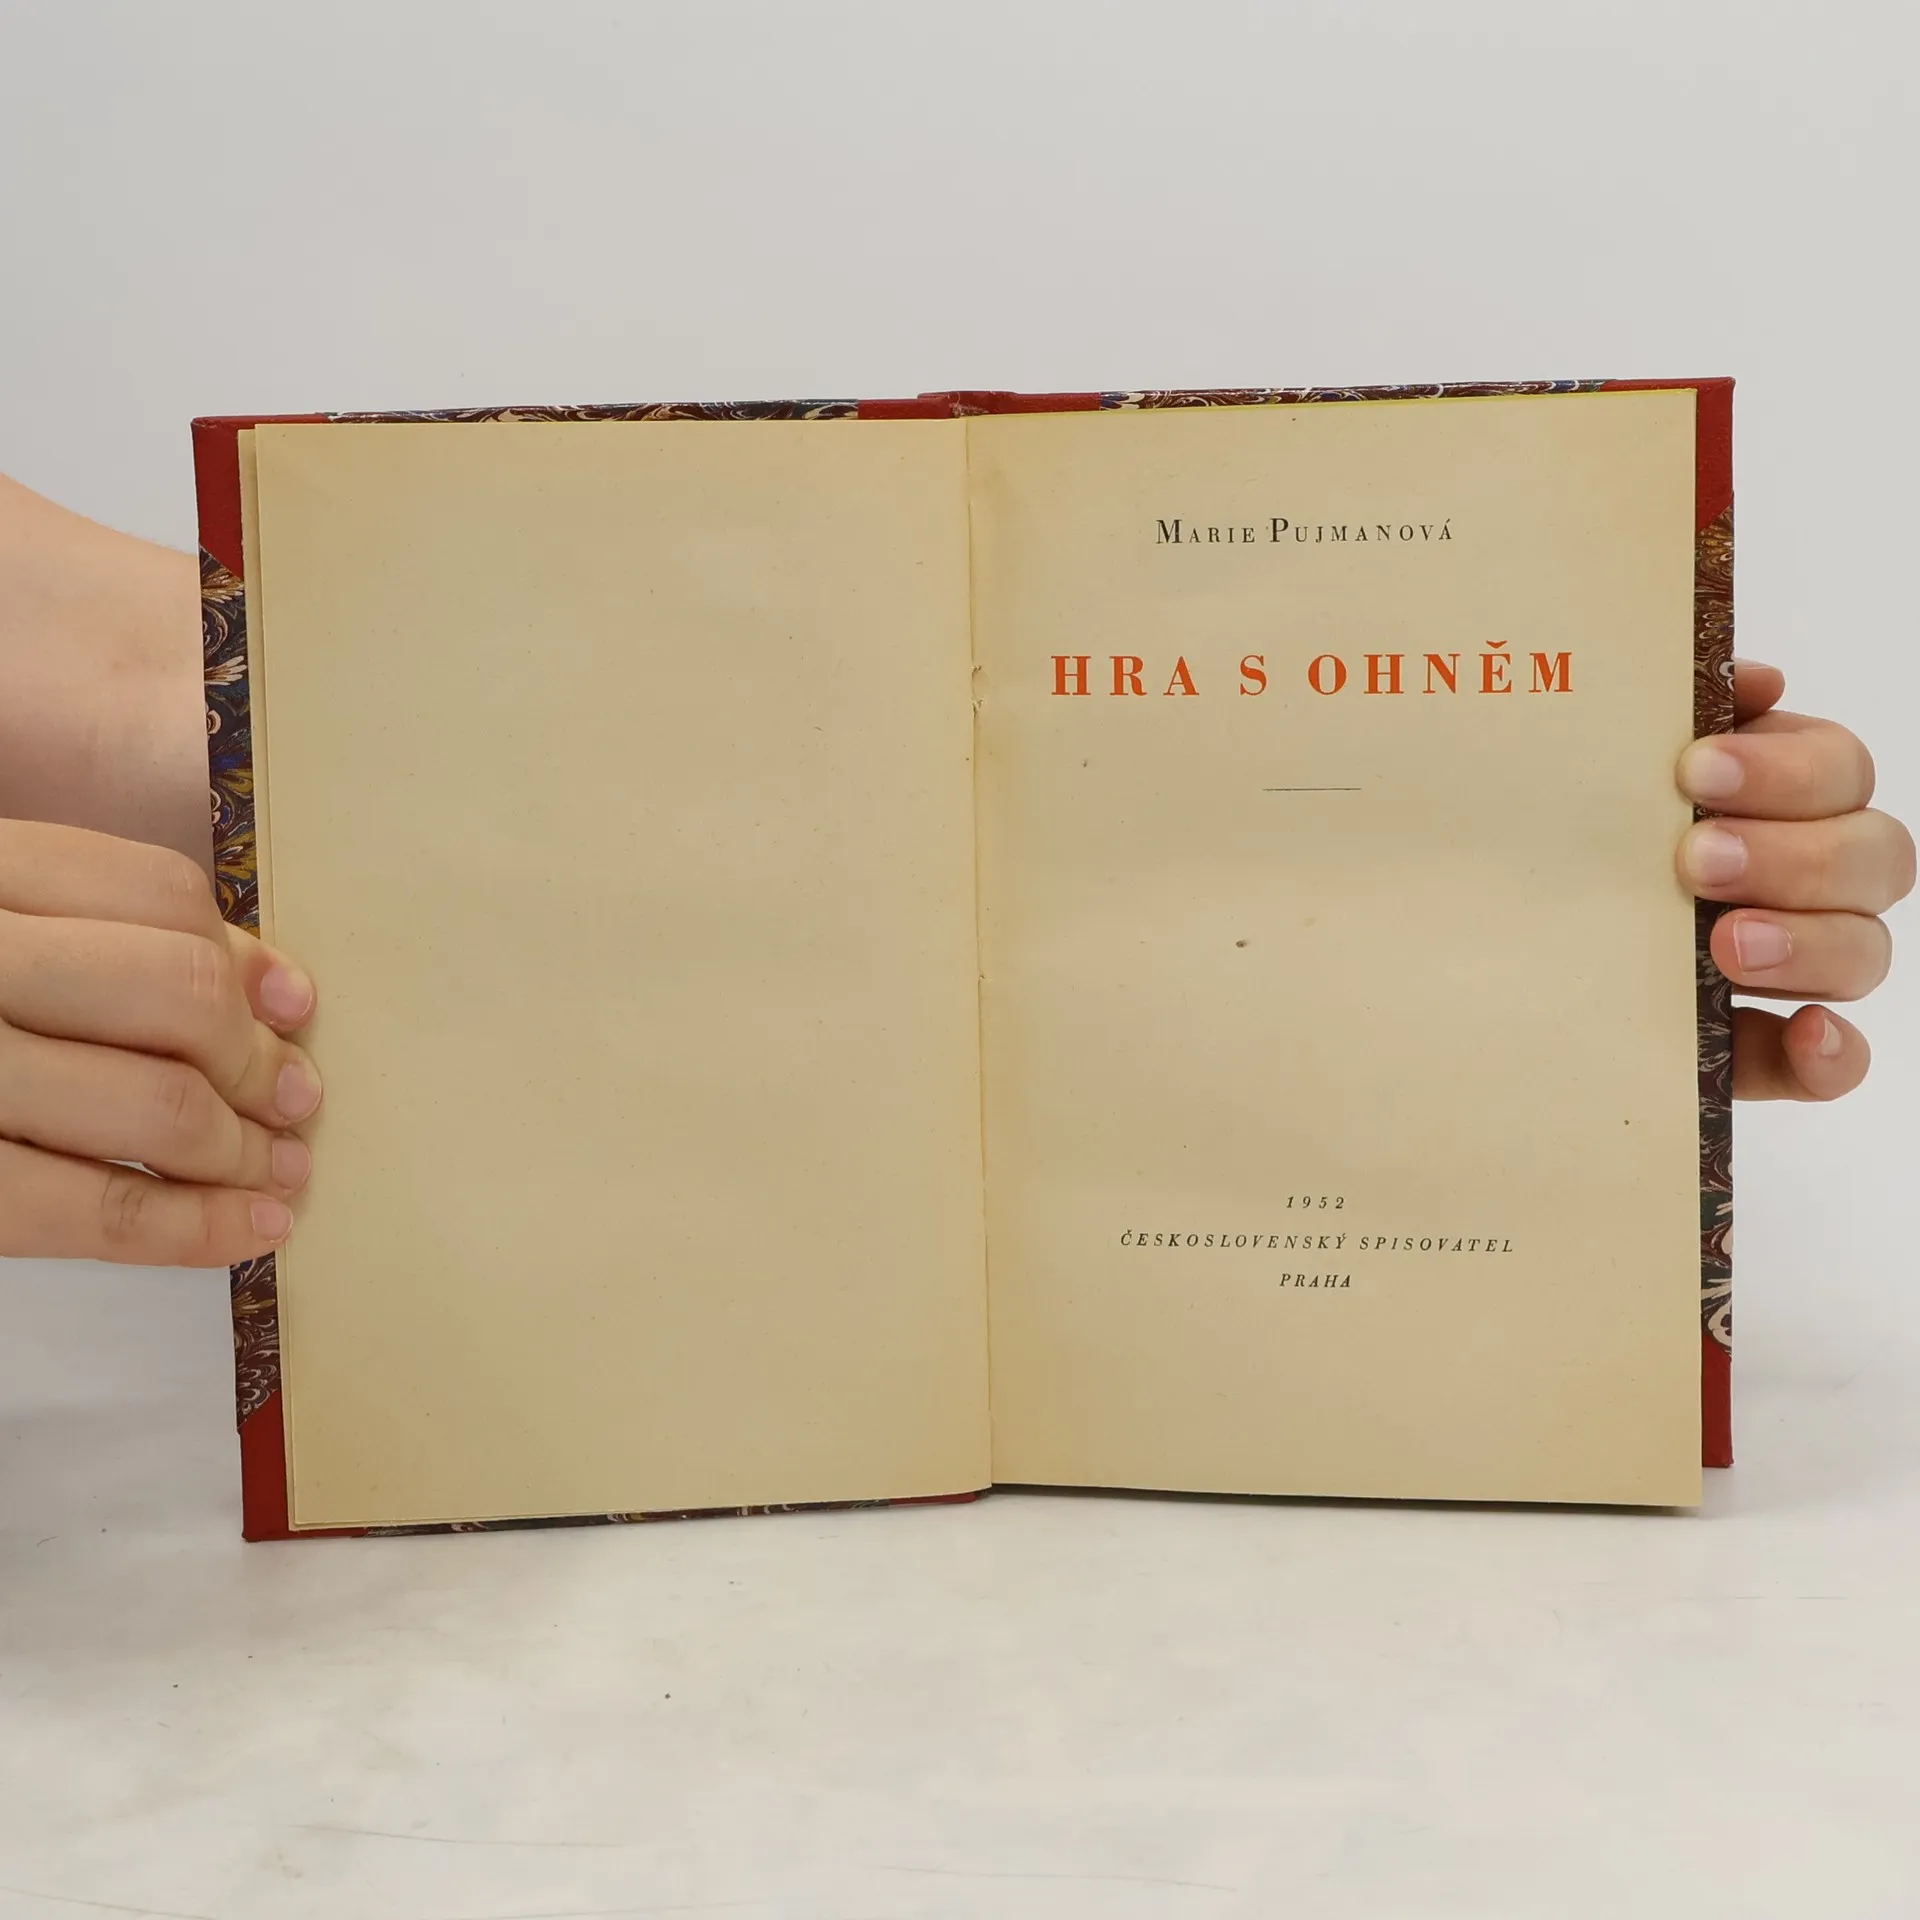 MARIE PUJMANOVÁ
HRA S OHNĚM
1952
ČESKOSLOVENSKÝ SPISOVATEL
PRAHA